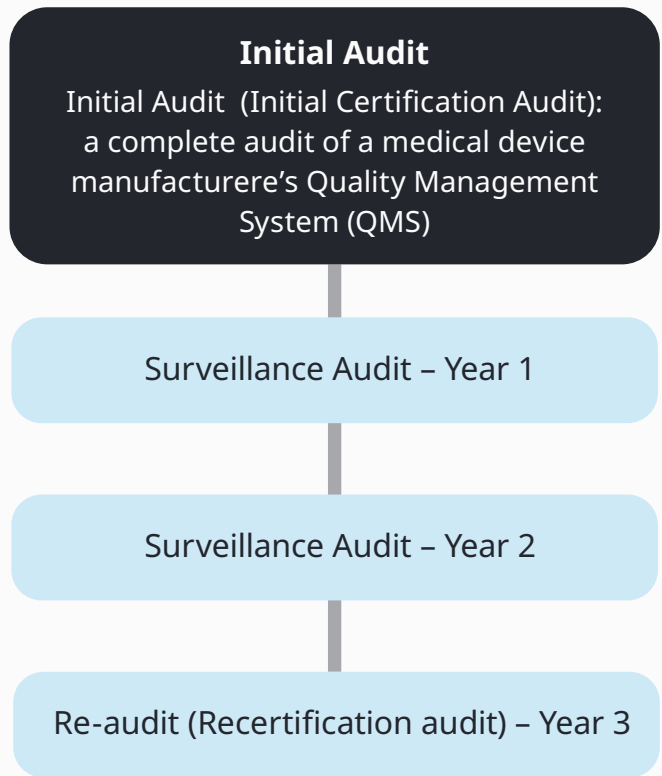 Initial Audit
Initial Audit  (Initial Certification Audit):
a complete audit of a medical device
manufacturere’s Quality Management
System (QMS)
Surveillance Audit – Year 1
Surveillance Audit – Year 2
Re-audit (Recertification audit) – Year 3